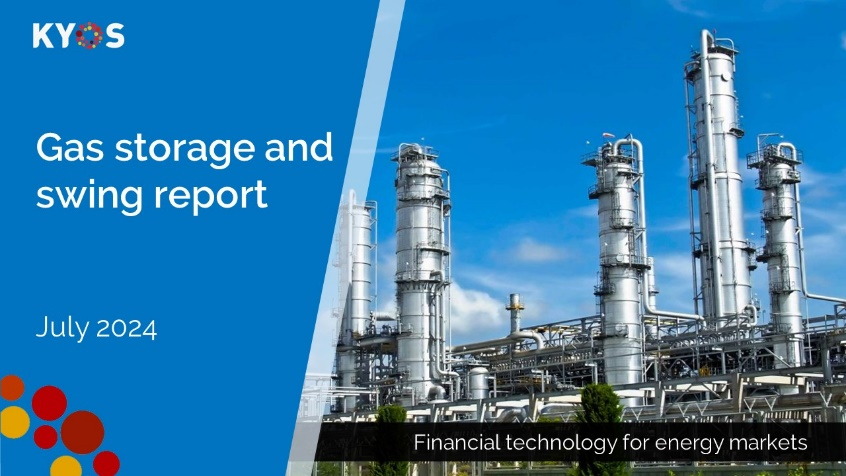 KYOS
Gas storage and
swing report
July 2024
Financial technology for energy markets